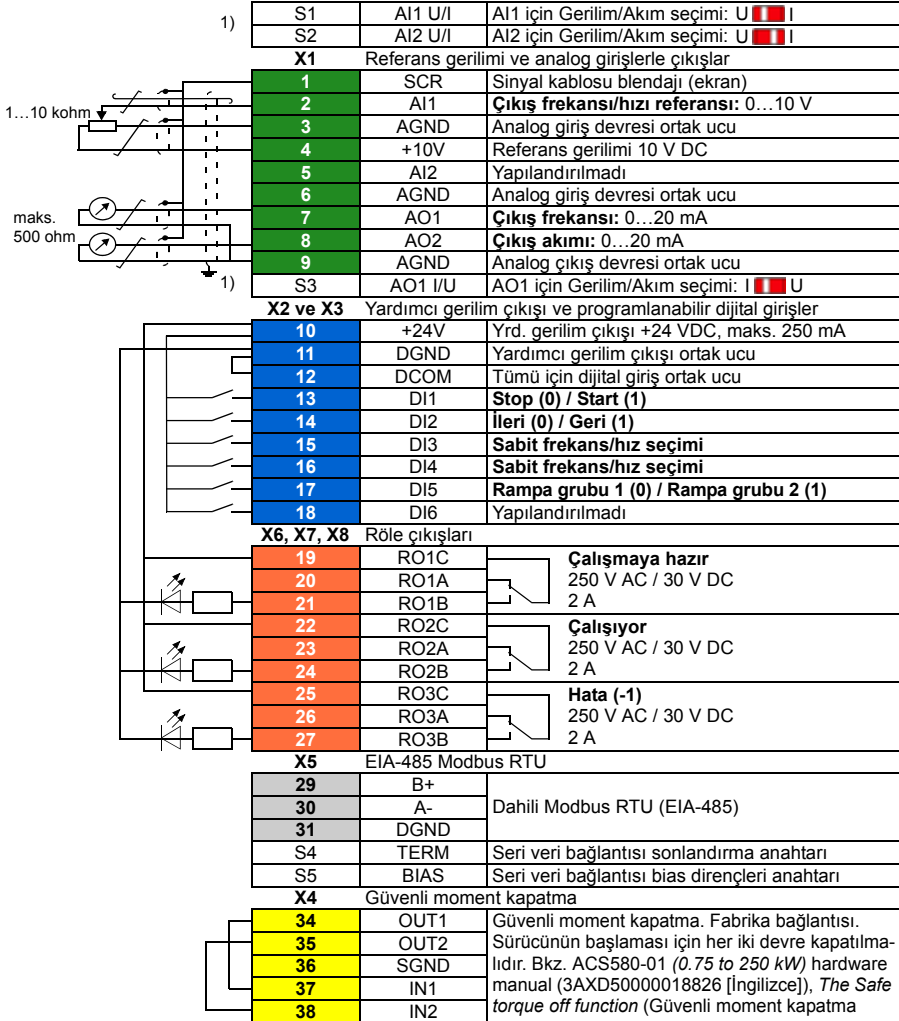 1) S1 AI1 U/I AI1 için Gerilim/Akım seçimi: U I
S2 AI2 U/I AI2 için Gerilim/Akım seçimi: U I
X1 Referans gerilimi ve analog girişlerle çıkışlar
1 SCR Sinyal kablosu blendajı (ekran)
1…10 kohm 2 AI1 Çıkış frekansı/hızı referansı: 0…10 V
3 AGND Analog giriş devresi ortak ucu
4 +10V Referans gerilimi 10 V DC
5 AI2 Yapılandırılmadı
6 AGND Analog giriş devresi ortak ucu
maks. 7 AO1 Çıkış frekansı: 0…20 mA
500 ohm 8 AO2 Çıkış akımı: 0…20 mA
9 AGND Analog çıkış devresi ortak ucu
1) S3 AO1 I/U AO1 için Gerilim/Akım seçimi: I U
X2 ve X3 Yardımcı gerilim çıkışı ve programlanabilir dijital girişler
10 +24V Yrd. gerilim çıkışı +24 VDC, maks. 250 mA
11 DGND Yardımcı gerilim çıkışı ortak ucu
12 DCOM Tümü için dijital giriş ortak ucu
13 DI1 Stop (0) / Start (1)
14 DI2 İleri (0) / Geri (1)
15 DI3 Sabit frekans/hız seçimi
16 DI4 Sabit frekans/hız seçimi
17 DI5 Rampa grubu 1 (0) / Rampa grubu 2 (1)
18 DI6 Yapılandırılmadı
X6, X7, X8 Röle çıkışları
19 RO1C Çalışmaya hazır
20 RO1A 250 V AC / 30 V DC
21 RO1B 2 A
22 RO2C Çalışıyor
23 RO2A 250 V AC / 30 V DC
24 RO2B 2 A
25 RO3C Hata (-1)
26 RO3A 250 V AC / 30 V DC
27 RO3B 2 A
X5 EIA-485 Modbus RTU
29 B+
30 A- Dahili Modbus RTU (EIA-485)
31 DGND
S4 TERM Seri veri bağlantısı sonlandırma anahtarı
S5 BIAS Seri veri bağlantısı bias dirençleri anahtarı
X4 Güvenli moment kapatma
34 OUT1 Güvenli moment kapatma. Fabrika bağlantısı.
35 OUT2 Sürücünün başlaması için her iki devre kapatılma-
36 SGND lıdır. Bkz. ACS580-01 (0.75 to 250 kW) hardware
37 IN1 manual (3AXD50000018826 [İngilizce]), The Safe
38 IN2 torque off function (Güvenli moment kapatma